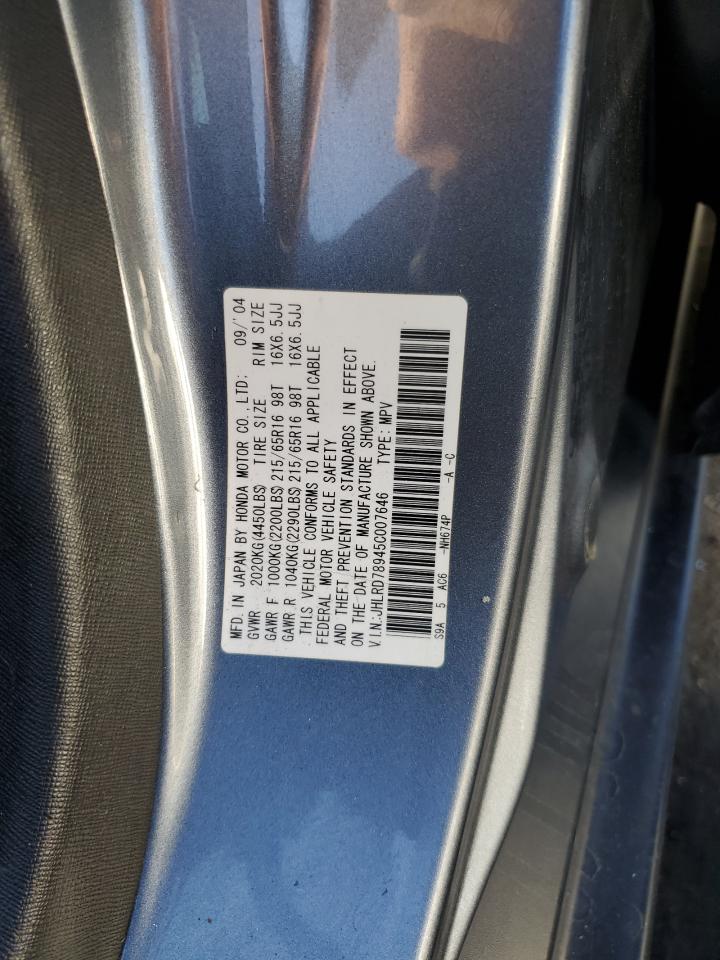 MFD. IN JAPAN BY HONDA MOTOR CO., LTD: 09/'04
GVWR 2020KG(4450LBS) TIRE SIZE RIM SIZE
GAWR F 1000KG(2200LBS) 215/65R16 98T 16X6.5JJ
GAWR R 1040KG(2290LBS) 215/65R16 98T 16X6.5JJ
THIS VEHICLE CONFORMS TO ALL APPLICABLE
FEDERAL MOTOR VEHICLE SAFETY
AND THEFT PREVENTION STANDARDS IN EFFECT
ON THE DATE OF MANUFACTURE SHOWN ABOVE.
V.I.N.:JHLRD78945C007646 TYPE: MPV
S9A 5 AC6 -NH674P -A -C